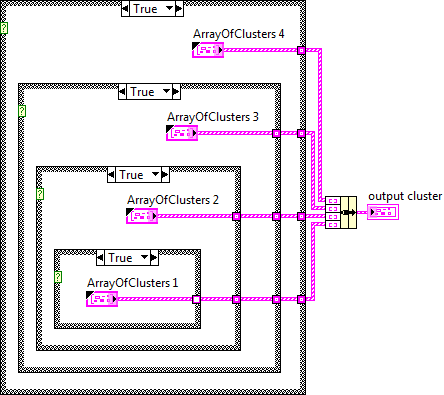 True
?
ArrayOfClusters 4
True
?
ArrayOfClusters 3
True
?
ArrayOfClusters 2
output cluster
True
?
ArrayOfClusters 1